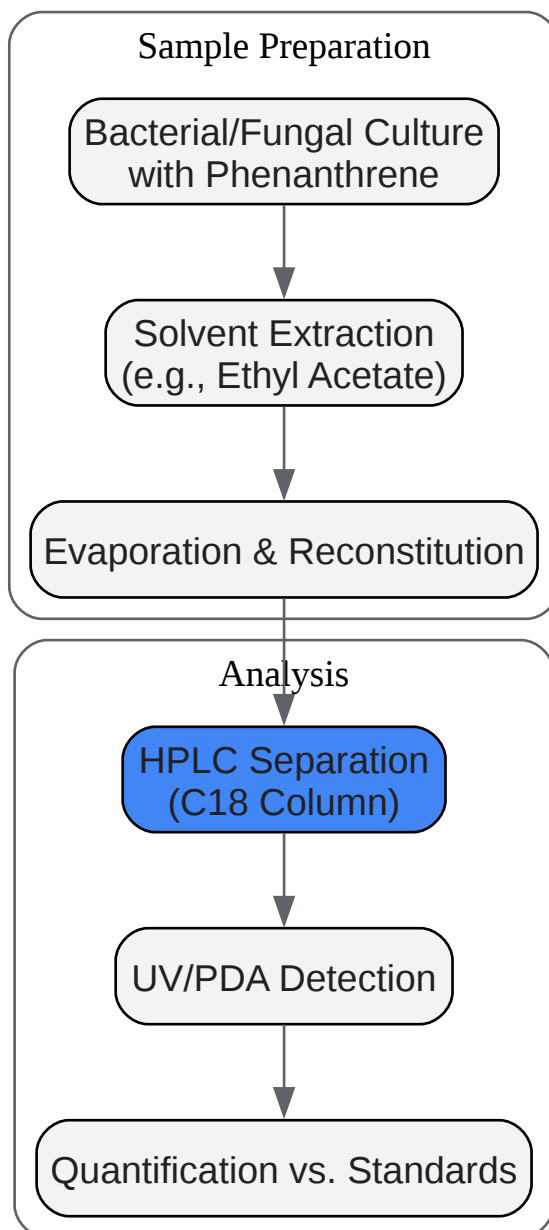 Sample Preparation
Bacterial/Fungal Culture
with Phenanthrene
Solvent Extraction
(e.g., Ethyl Acetate)
Evaporation & Reconstitution
Analysis
HPLC Separation
(C18 Column)
UV/PDA Detection
Quantification vs. Standards